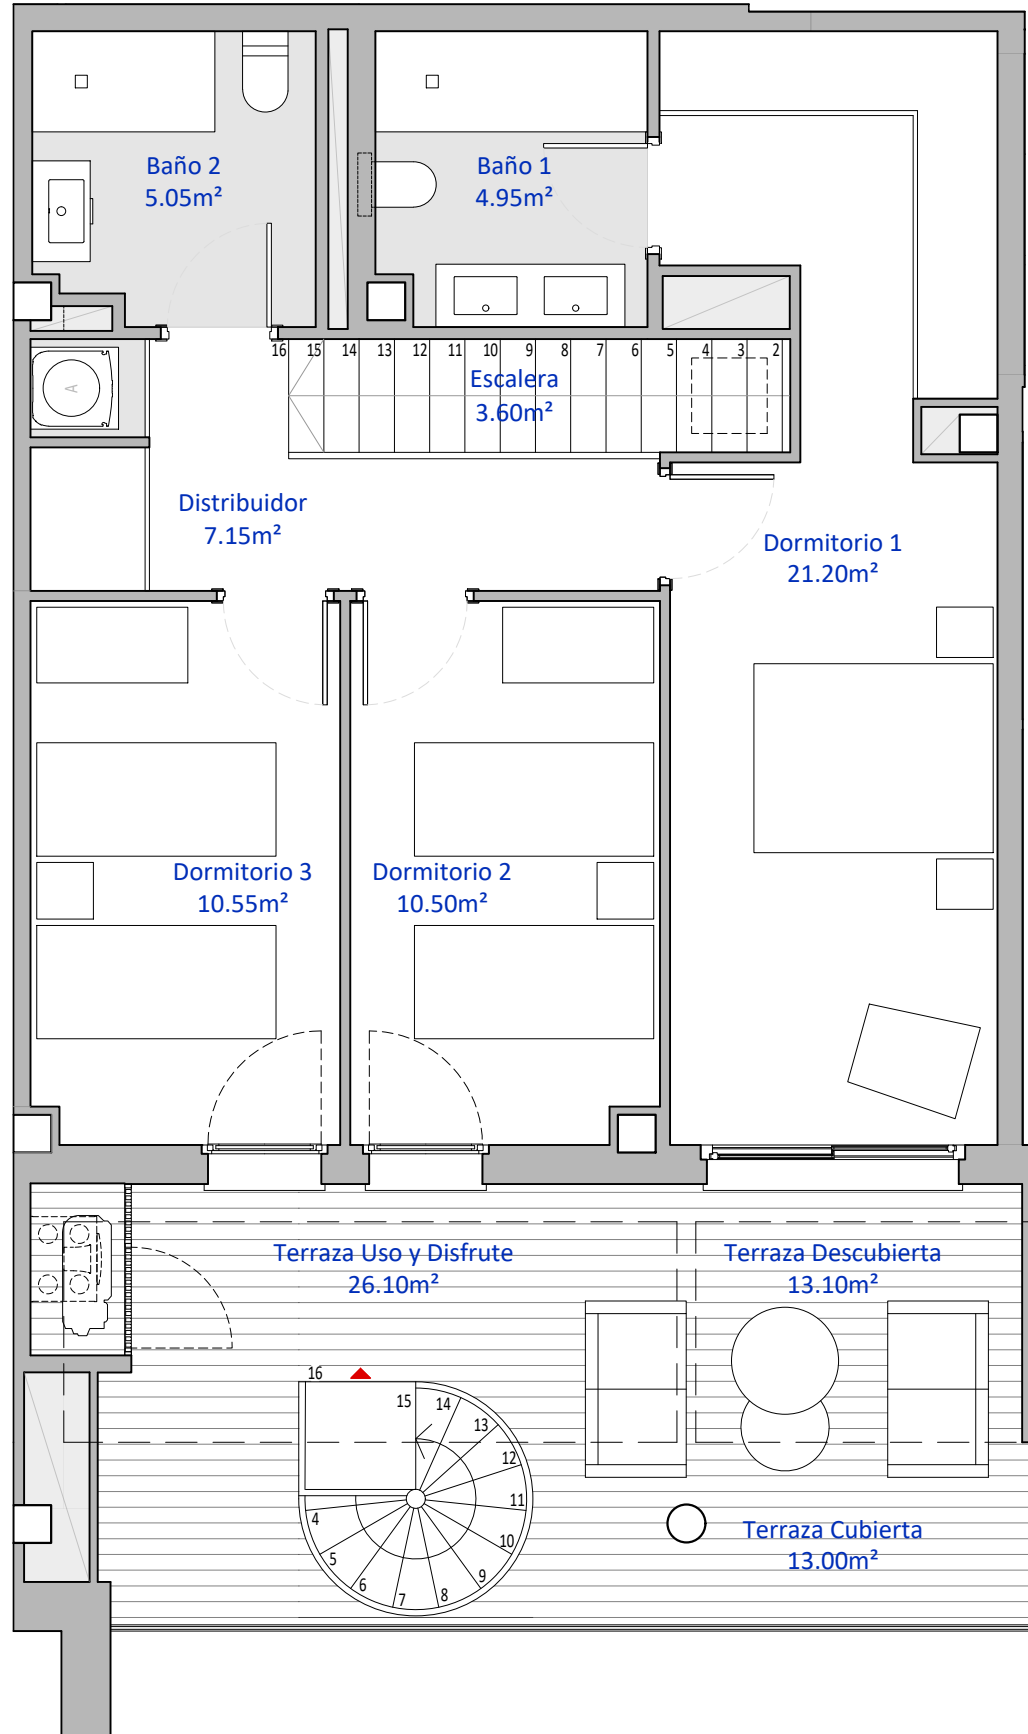 Baño 2
5.05m²
Baño 1
4.95m²
16 15 14 13 12 11 10 9 8 7 6 5 4 3 2
Escalera
3.60m²
A
Distribuidor
7.15m²
Dormitorio 1
21.20m²
Dormitorio 3
10.55m²
Dormitorio 2
10.50m²
Terraza Uso y Disfrute
26.10m²
Terraza Descubierta
13.10m²
16
15
14
13
12
11
10
9
8
7
6
5
4
Terraza Cubierta
13.00m²